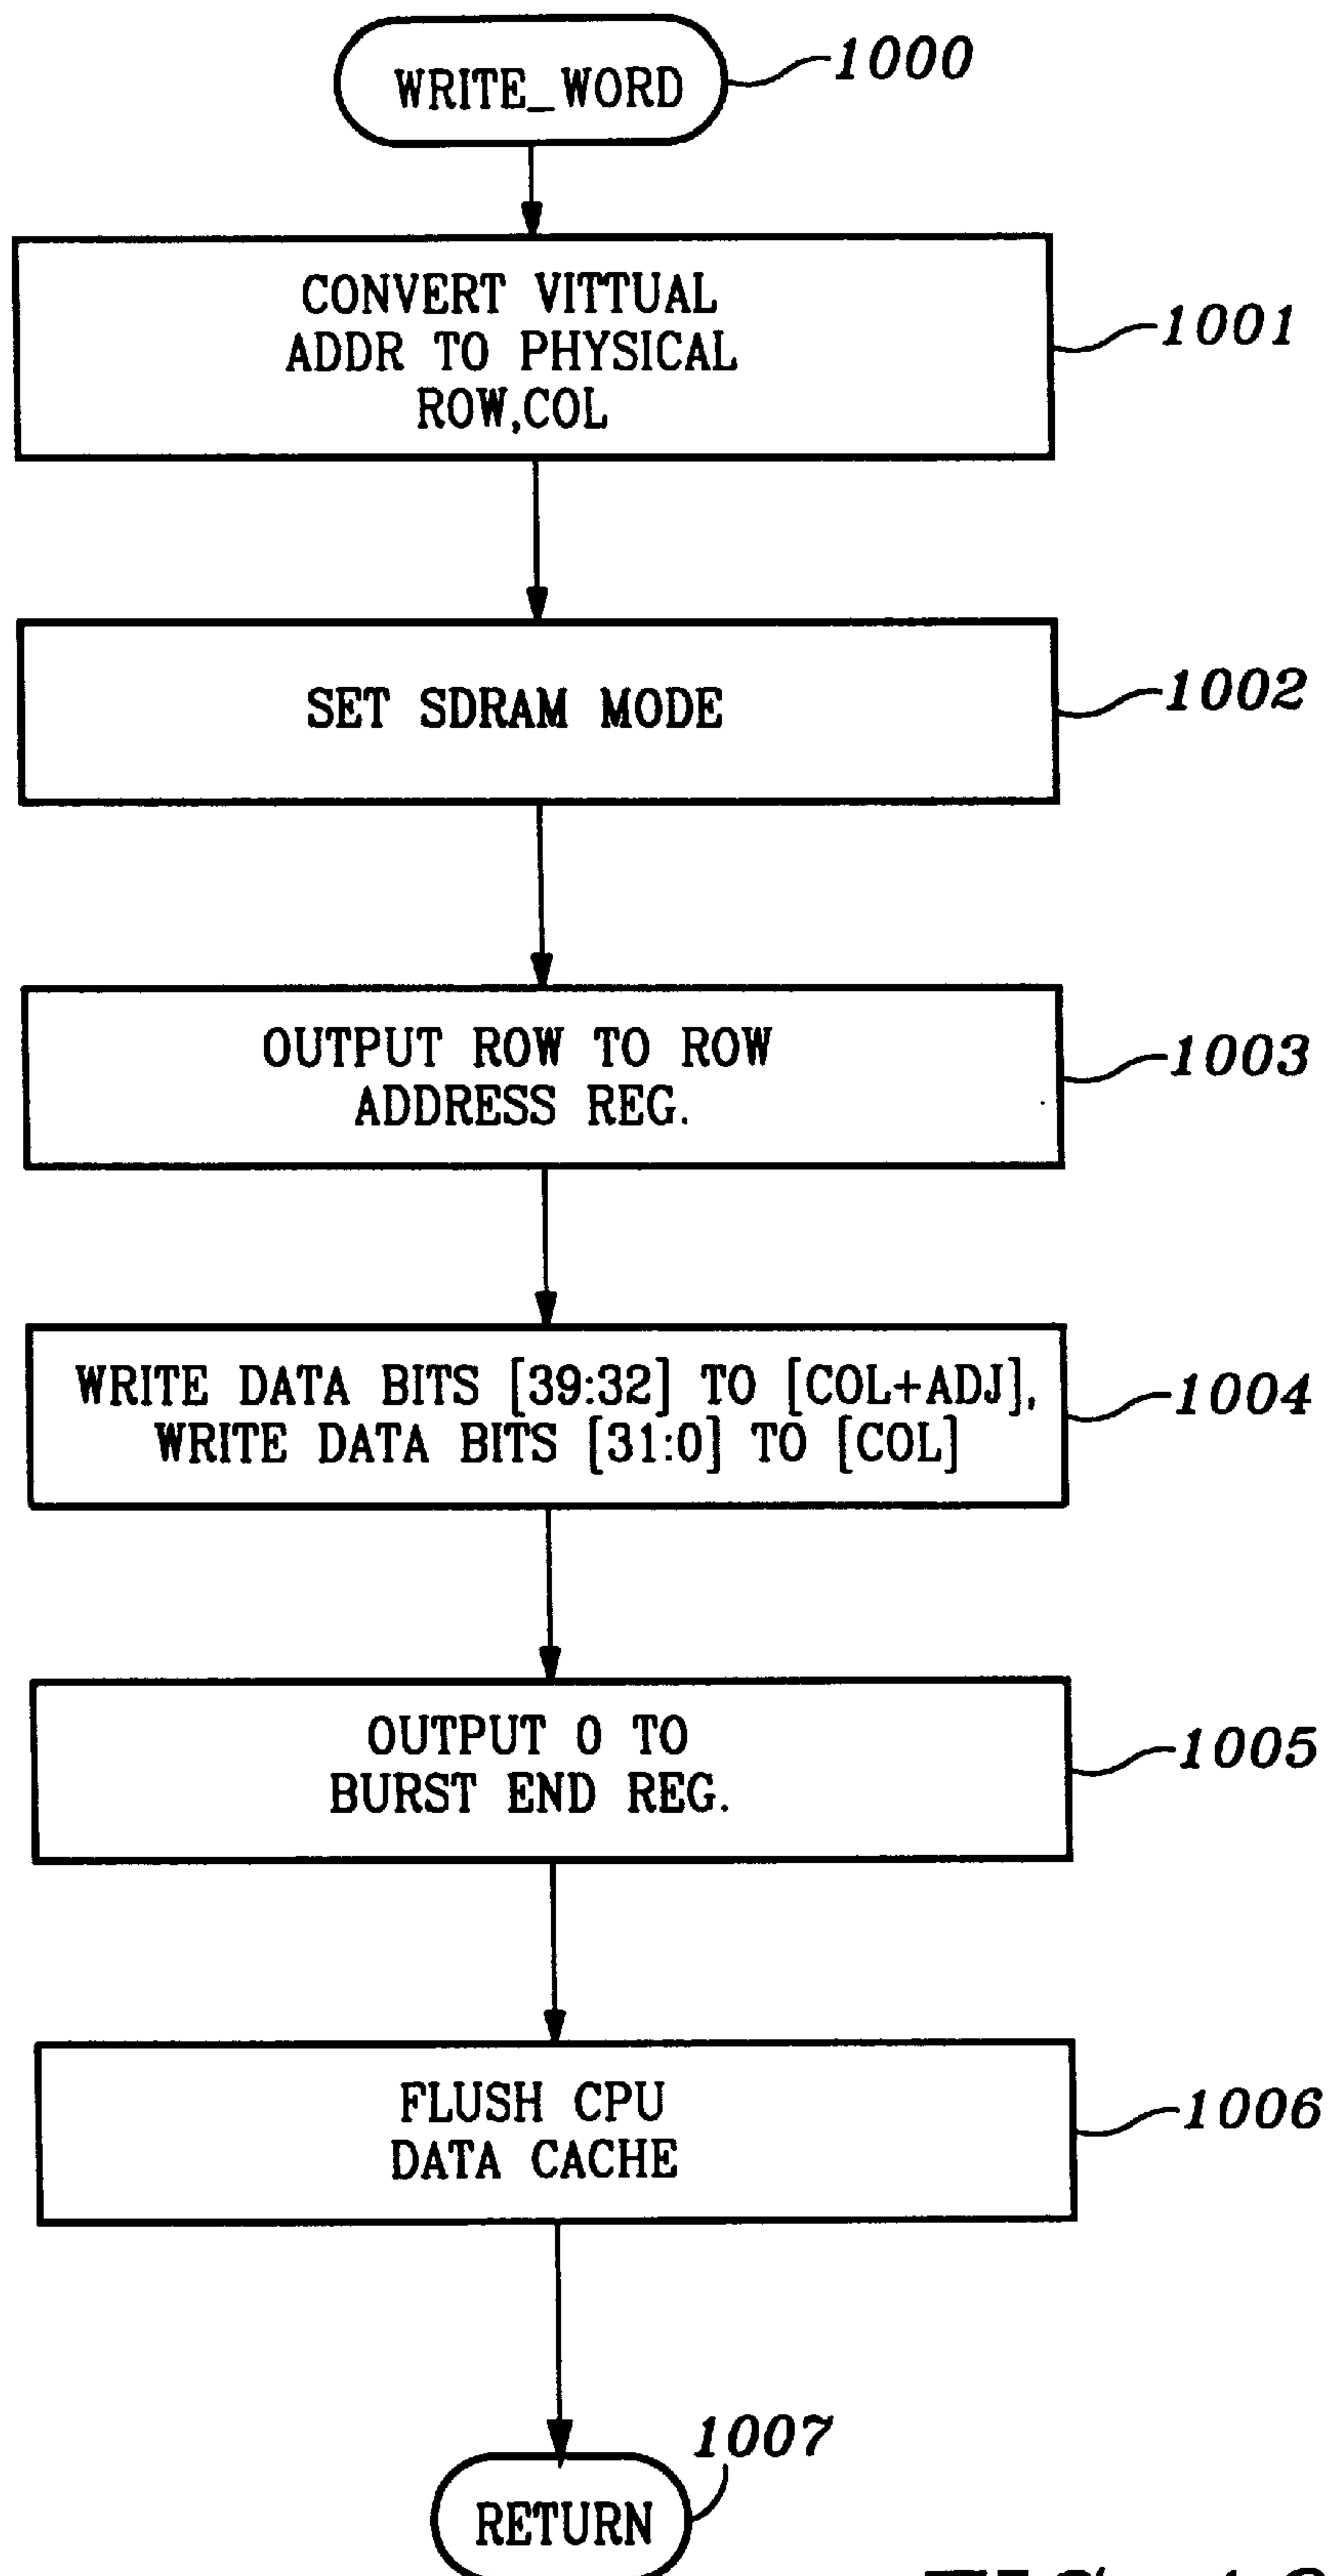 WRITE_WORD
1000
CONVERT VITTUAL
ADDR TO PHYSICAL
ROW,COL
1001
SET SDRAM MODE
1002
OUTPUT ROW TO ROW
ADDRESS REG.
1003
WRITE DATA BITS [39:32] TO [COL+ADJ],
WRITE DATA BITS [31:0] TO [COL]
1004
OUTPUT 0 TO
BURST END REG.
1005
FLUSH CPU
DATA CACHE
1006
1007
RETURN